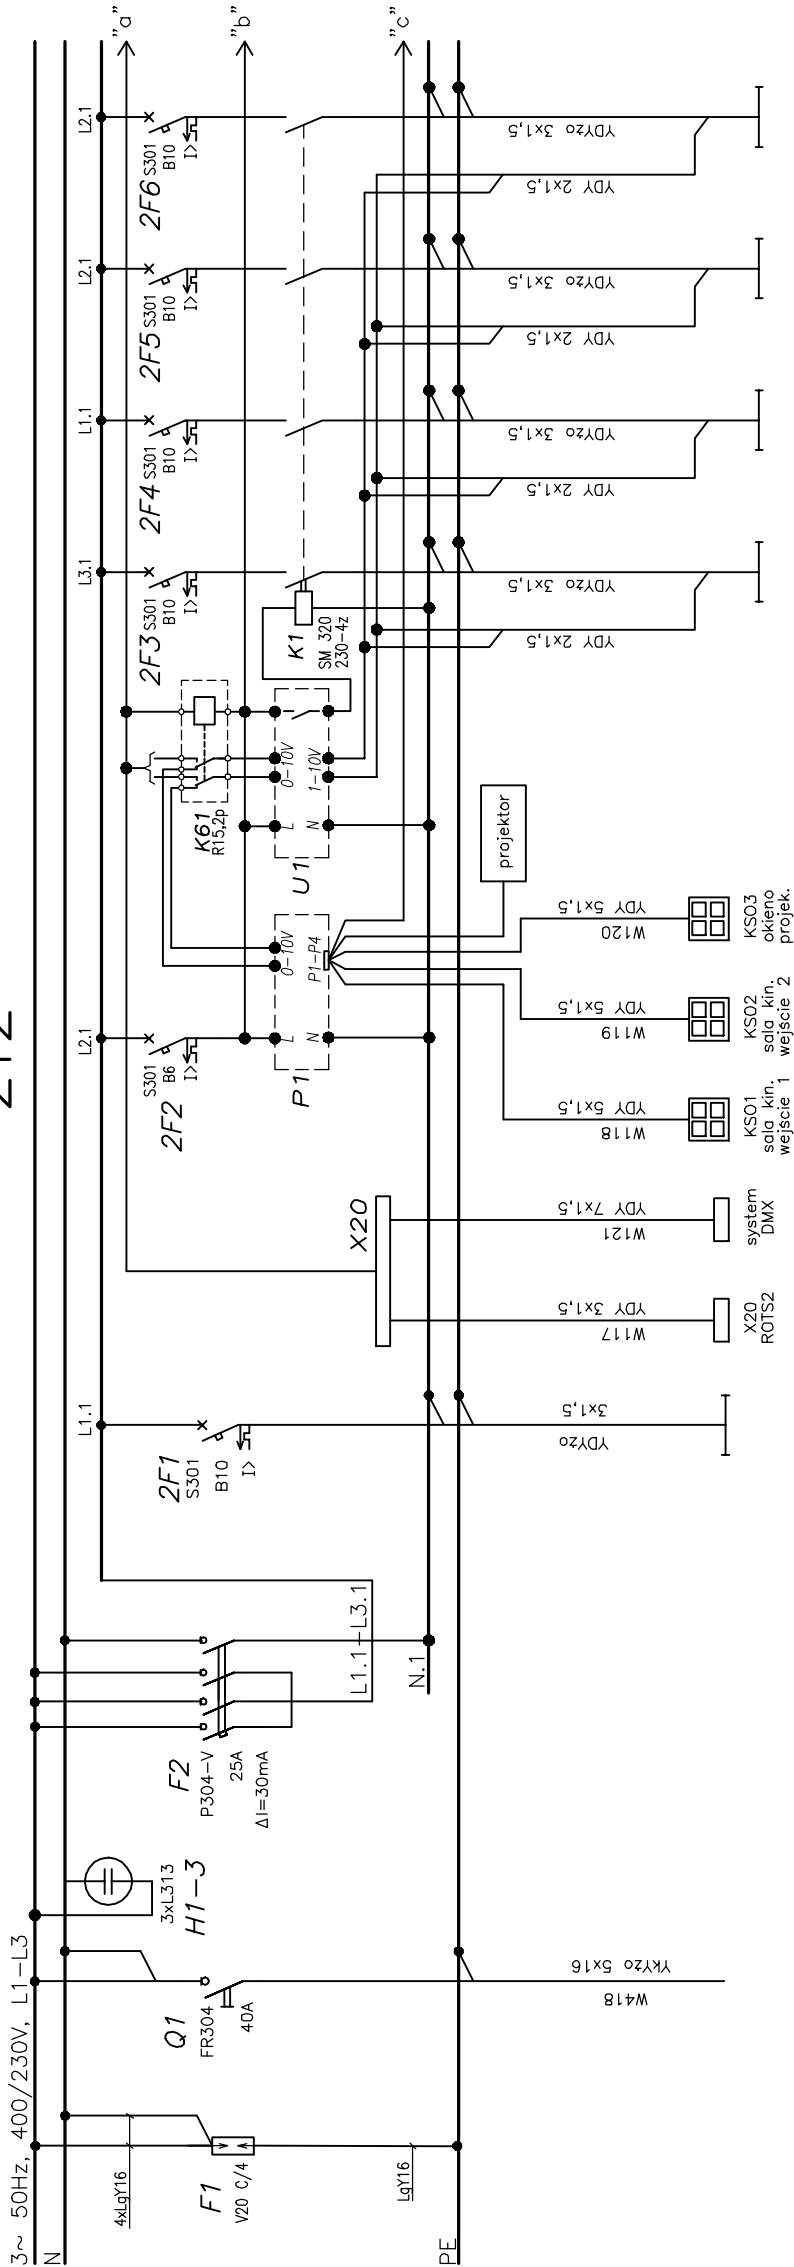 3~ 50Hz, 400/230V, L1-L3
N
PE
4xLgY16
LgY16
F1
V20 C/4
Q1
FR304
40A
W418
YKYżo 5x16
3xL313
H1-3
F2
P304-V
25A
ΔI=30mA
L1.1-L3.1
N.1
L1.1
2F1
S301
B10
I>
YDYżo
3x1,5
X20
W117
YDY 3x1,5
X20
ROTS2
W121
YDY 7x1,5
system
DMX
L2.1
S301
B6
I>
2F2
P1
L
N
0-10V
P1-P4
W118
YDY 5x1,5
KSO1
sala kin.
wejście 1
W119
YDY 5x1,5
KSO2
sala kin.
wejście 2
W120
YDY 5x1,5
KSO3
okieno
projek.
projektor
U1
L
N
0-10V
1-10V
K61
R15,2p
K1
SM 320
230-4z
L3.1
2F3
S301
B10
I>
YDYżo 3x1,5
YDY 2x1,5
L1.1
2F4
S301
B10
I>
YDYżo 3x1,5
YDY 2x1,5
L2.1
2F5
S301
B10
I>
YDYżo 3x1,5
YDY 2x1,5
L2.1
2F6
S301
B10
I>
YDYżo 3x1,5
YDY 2x1,5
"a"
"b"
"c"